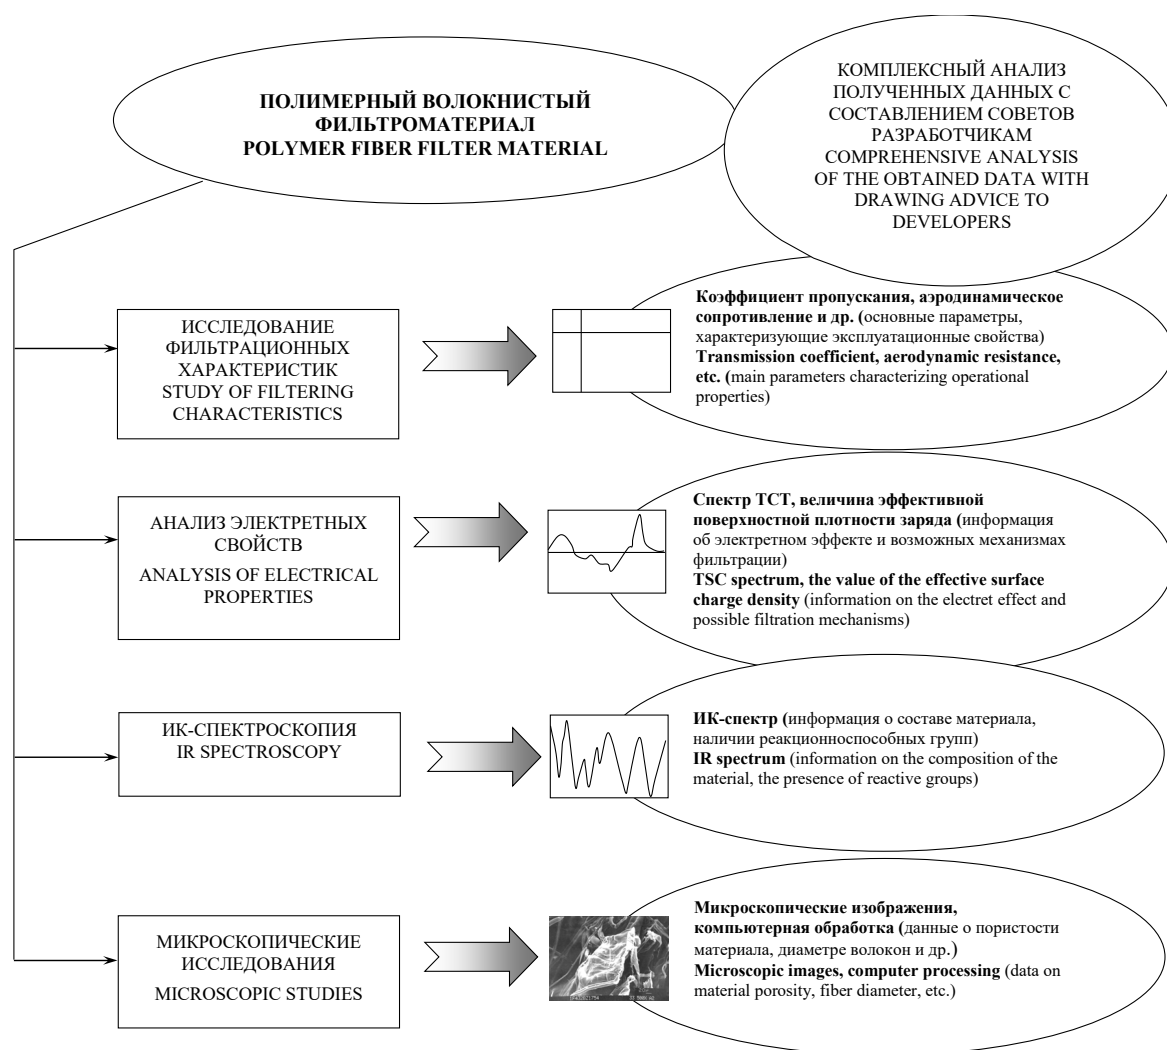 ПОЛИМЕРНЫЙ ВОЛОКНИСТЫЙ
ФИЛЬТРОМАТЕРИАЛ
POLYMER FIBER FILTER MATERIAL
КОМПЛЕКСНЫЙ АНАЛИЗ
ПОЛУЧЕННЫХ ДАННЫХ С
СОСТАВЛЕНИЕМ СОВЕТОВ
РАЗРАБОТЧИКАМ
COMPREHENSIVE ANALYSIS
OF THE OBTAINED DATA WITH
DRAWING ADVICE TO
DEVELOPERS
ИССЛЕДОВАНИЕ
ФИЛЬТРАЦИОННЫХ
ХАРАКТЕРИСТИК
STUDY OF FILTERING
CHARACTERISTICS
Коэффициент пропускания, аэродинамическое
сопротивление и др. (основные параметры,
характеризующие эксплуатационные свойства)
Transmission coefficient, aerodynamic resistance,
etc. (main parameters characterizing operational
properties)
АНАЛИЗ ЭЛЕКТРЕТНЫХ
СВОЙСТВ
ANALYSIS OF ELECTRICAL
PROPERTIES
Спектр ТСТ, величина эффективной
поверхностной плотности заряда (информация
об электретном эффекте и возможных механизмах
фильтрации)
TSC spectrum, the value of the effective surface
charge density (information on the electret effect and
possible filtration mechanisms)
ИК-СПЕКТРОСКОПИЯ
IR SPECTROSCOPY
ИК-спектр (информация о составе материала,
наличии реакционноспособных групп)
IR spectrum (information on the composition of the
material, the presence of reactive groups)
МИКРОСКОПИЧЕСКИЕ
ИССЛЕДОВАНИЯ
MICROSCOPIC STUDIES
Микроскопические изображения,
компьютерная обработка (данные о пористости
материала, диаметре волокон и др.)
Microscopic images, computer processing (data on
material porosity, fiber diameter, etc.)